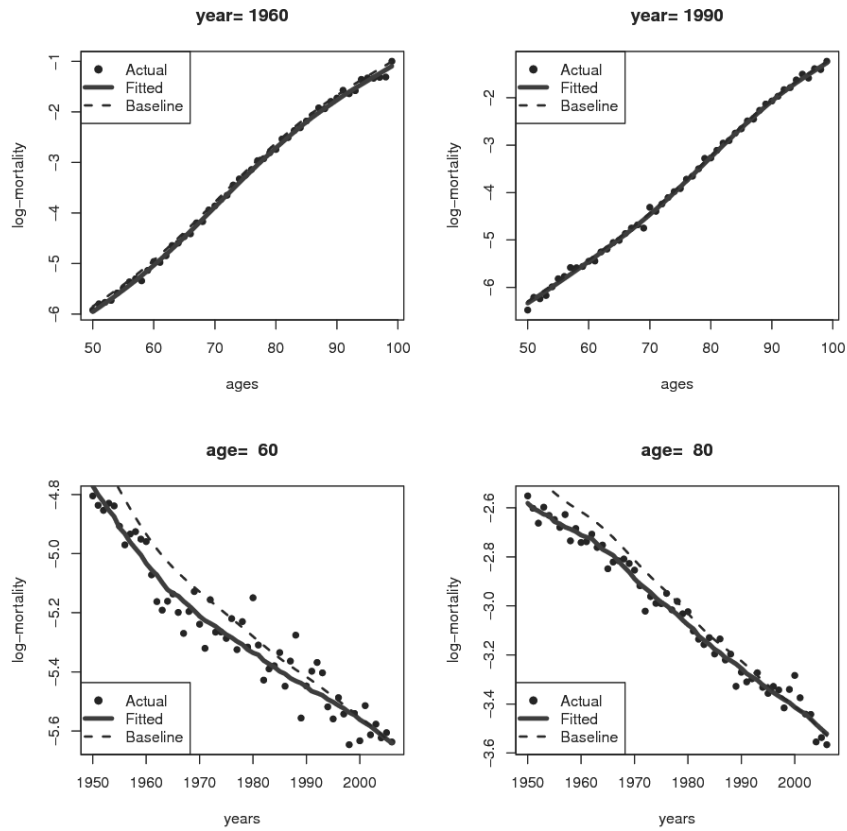 year= 1960
Actual
Fitted
Baseline
log−mortality
−1
−2
−3
−4
−5
−6
50 60 70 80 90 100
ages
year= 1990
Actual
Fitted
Baseline
log−mortality
−2
−3
−4
−5
−6
50 60 70 80 90 100
ages
age= 60
log−mortality
−4.8
−5.0
−5.2
−5.4
−5.6
Actual
Fitted
Baseline
1950 1960 1970 1980 1990 2000
years
age= 80
log−mortality
−2.6
−2.8
−3.0
−3.2
−3.4
−3.6
Actual
Fitted
Baseline
1950 1960 1970 1980 1990 2000
years